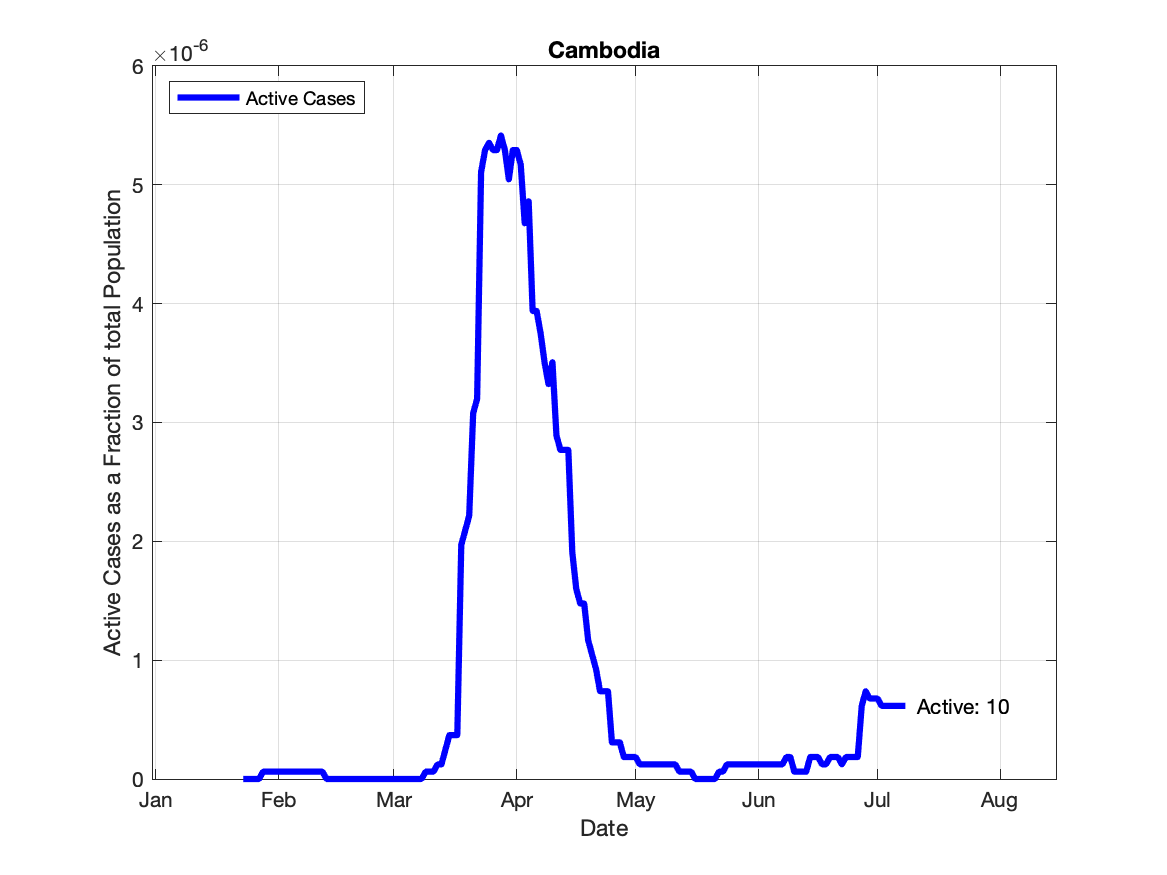 Cambodia
×10-6
Active Cases
6
5
4
3
2
1
0
Active Cases as a Fraction of total Population
Active: 10
Jan Feb Mar Apr May Jun Jul Aug
Date